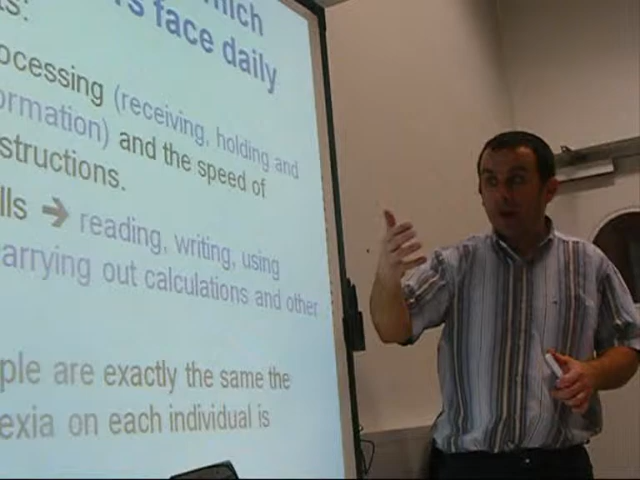 which
face daily
ocessing (receiving, holding and
ormation) and the speed of
structions.
lls ➔ reading, writing, using
arrying out calculations and other
ple are exactly the same the
exia on each individual is